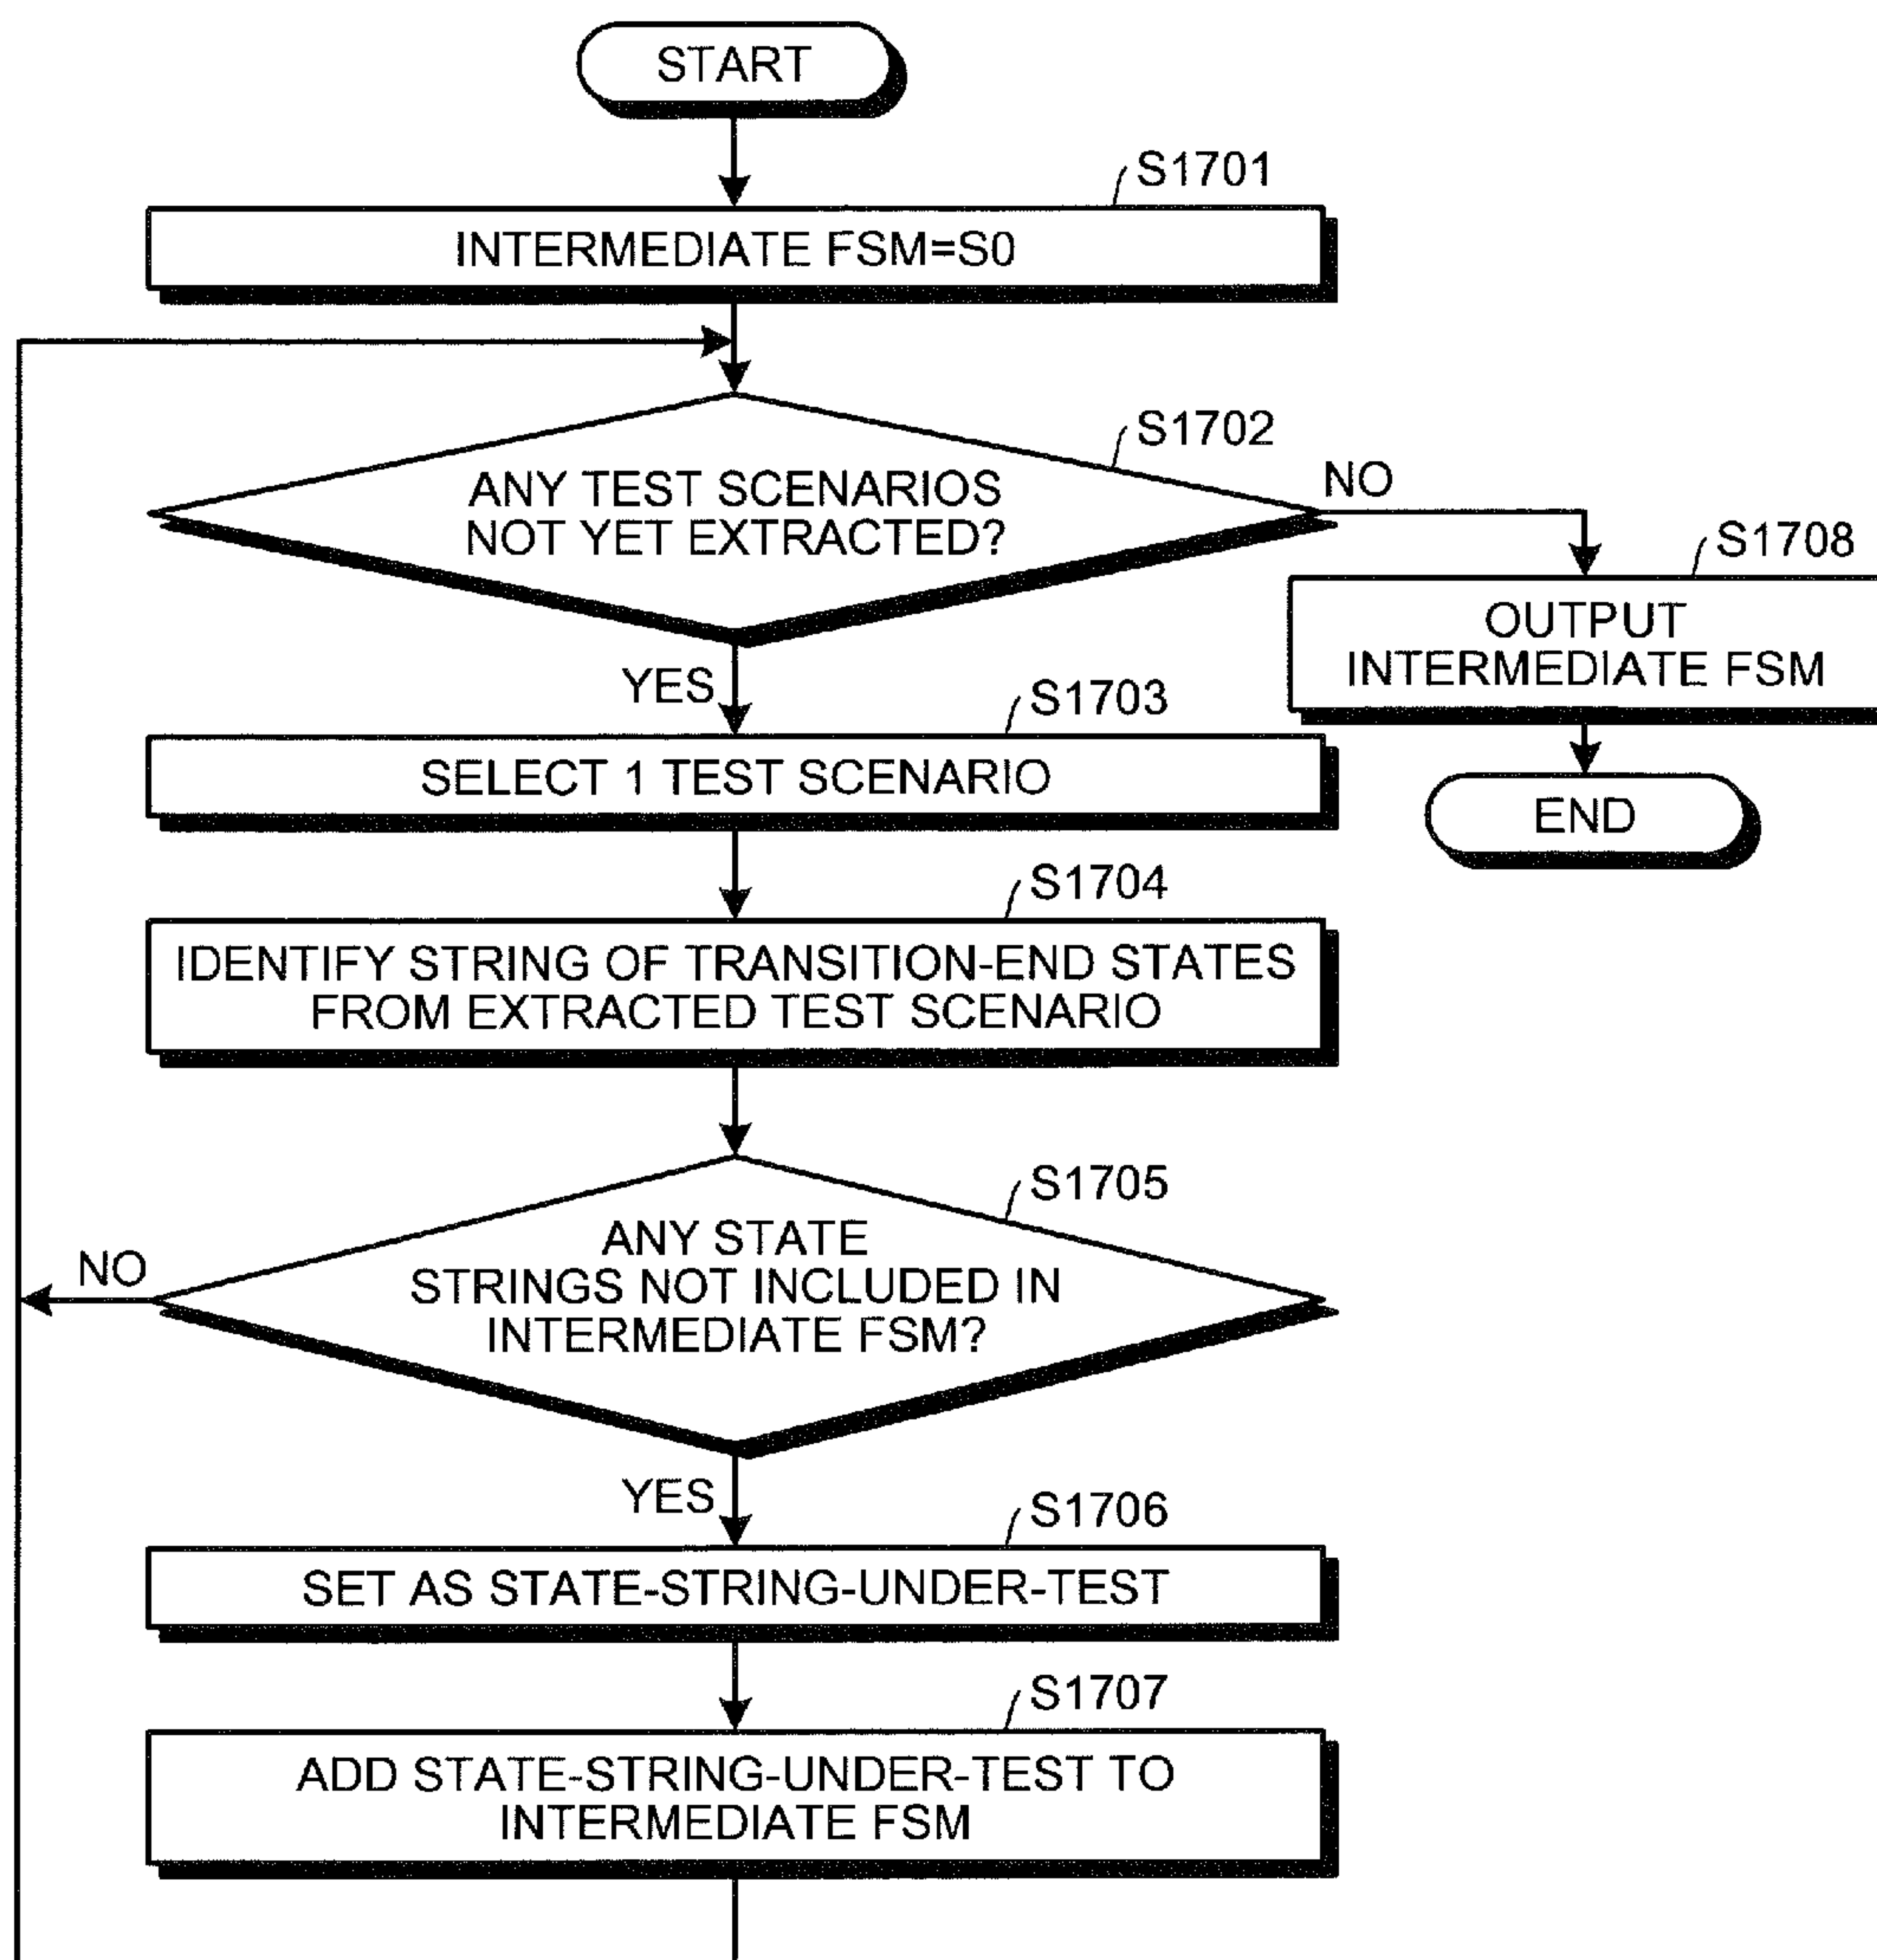 START
S1701
INTERMEDIATE FSM=S0
S1702
ANY TEST SCENARIOS
NOT YET EXTRACTED?
NO
S1708
OUTPUT
INTERMEDIATE FSM
END
YES
S1703
SELECT 1 TEST SCENARIO
S1704
IDENTIFY STRING OF TRANSITION-END STATES
FROM EXTRACTED TEST SCENARIO
S1705
ANY STATE
STRINGS NOT INCLUDED IN
INTERMEDIATE FSM?
NO
YES
S1706
SET AS STATE-STRING-UNDER-TEST
S1707
ADD STATE-STRING-UNDER-TEST TO
INTERMEDIATE FSM